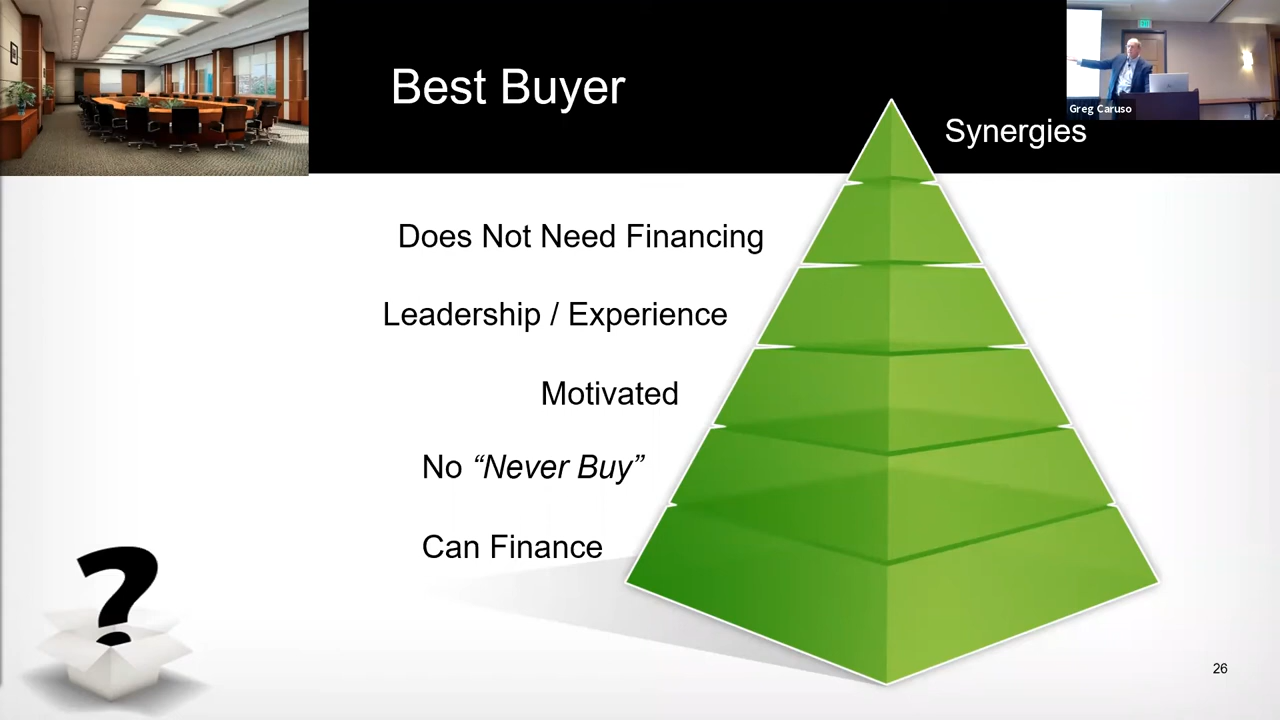 Best Buyer
Greg Caruso
Synergies
Does Not Need Financing
Leadership / Experience
Motivated
No “Never Buy”
Can Finance
?
26